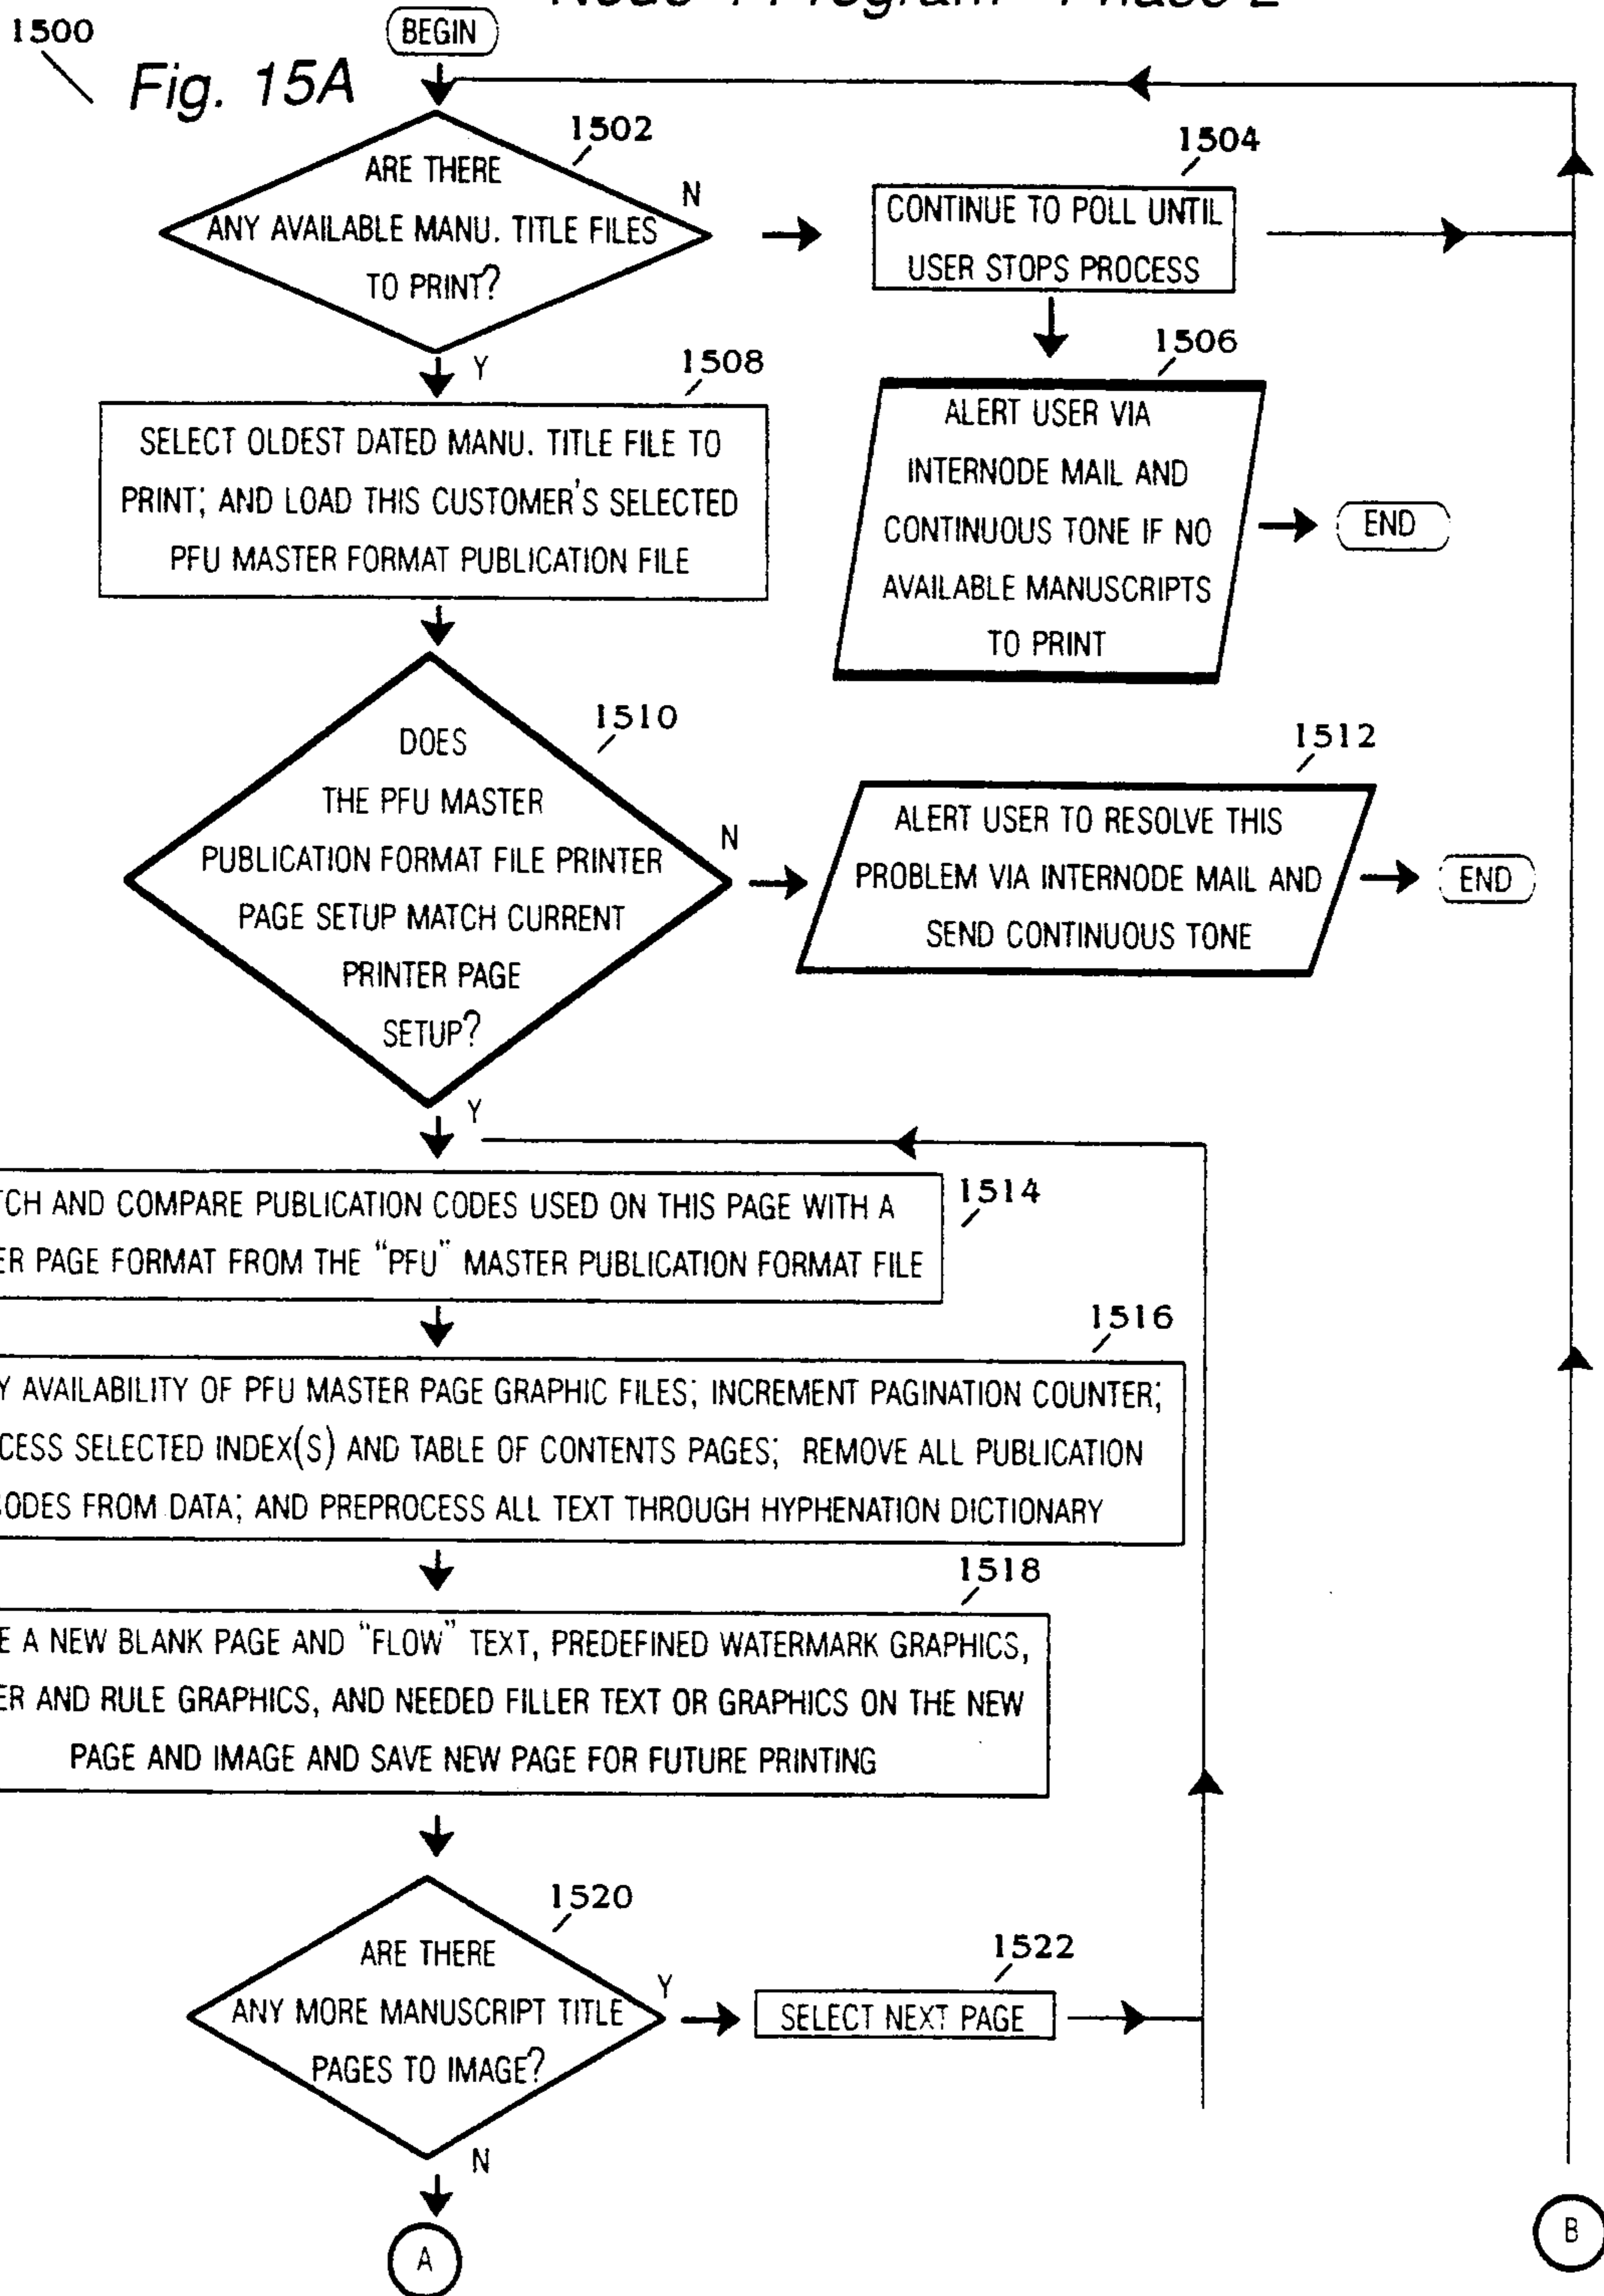 1500
BEGIN
Fig. 15A
1502
ARE THERE
ANY AVAILABLE MANU. TITLE FILES
TO PRINT?
N
1504
CONTINUE TO POLL UNTIL
USER STOPS PROCESS
1506
ALERT USER VIA
INTERNODE MAIL AND
CONTINUOUS TONE IF NO
AVAILABLE MANUSCRIPTS
TO PRINT
END
Y
1508
SELECT OLDEST DATED MANU. TITLE FILE TO
PRINT; AND LOAD THIS CUSTOMER'S SELECTED
PFU MASTER FORMAT PUBLICATION FILE
1510
DOES
THE PFU MASTER
PUBLICATION FORMAT FILE PRINTER
PAGE SETUP MATCH CURRENT
PRINTER PAGE
SETUP?
N
1512
ALERT USER TO RESOLVE THIS
PROBLEM VIA INTERNODE MAIL AND
SEND CONTINUOUS TONE
END
Y
1514
AND COMPARE PUBLICATION CODES USED ON THIS PAGE WITH A
PAGE FORMAT FROM THE "PFU" MASTER PUBLICATION FORMAT FILE
1516
AVAILABILITY OF PFU MASTER PAGE GRAPHIC FILES; INCREMENT PAGINATION COUNTER;
SELECTED INDEX(S) AND TABLE OF CONTENTS PAGES; REMOVE ALL PUBLICATION
FROM DATA; AND PREPROCESS ALL TEXT THROUGH HYPHENATION DICTIONARY
1518
A NEW BLANK PAGE AND "FLOW" TEXT, PREDEFINED WATERMARK GRAPHICS,
AND RULE GRAPHICS, AND NEEDED FILLER TEXT OR GRAPHICS ON THE NEW
PAGE AND IMAGE AND SAVE NEW PAGE FOR FUTURE PRINTING
1520
ARE THERE
ANY MORE MANUSCRIPT TITLE
PAGES TO IMAGE?
Y
1522
SELECT NEXT PAGE
N
A
B